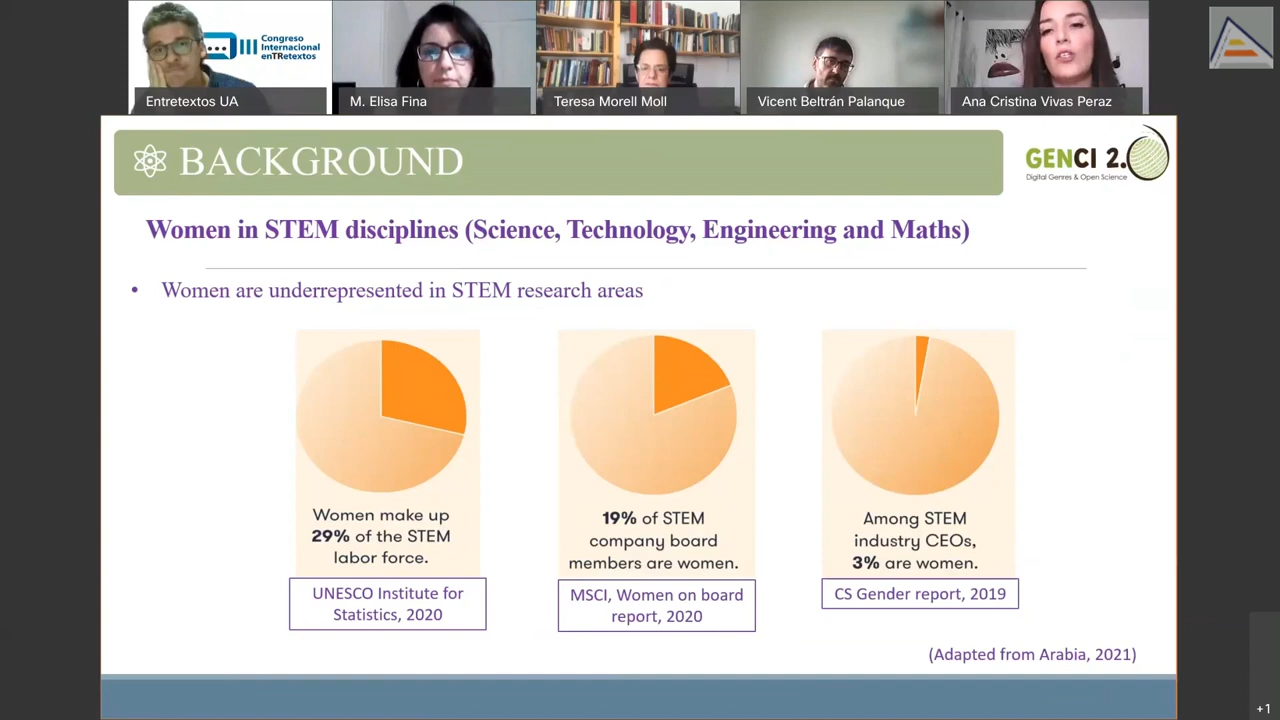 Congreso
Internacional
enTRetextos
Entretextos UA
M. Elisa Fina
Teresa Morell Moll
Vicent Beltrán Palanque
Ana Cristina Vivas Peraz
BACKGROUND
GENCI 2.0
Digital Genres & Open Science
Women in STEM disciplines (Science, Technology, Engineering and Maths)
• Women are underrepresented in STEM research areas
Women make up
29% of the STEM
labor force.
19% of STEM
company board
members are women.
Among STEM
industry CEOs,
3% are women.
UNESCO Institute for
Statistics, 2020
MSCI, Women on board
report, 2020
CS Gender report, 2019
(Adapted from Arabia, 2021)
+1